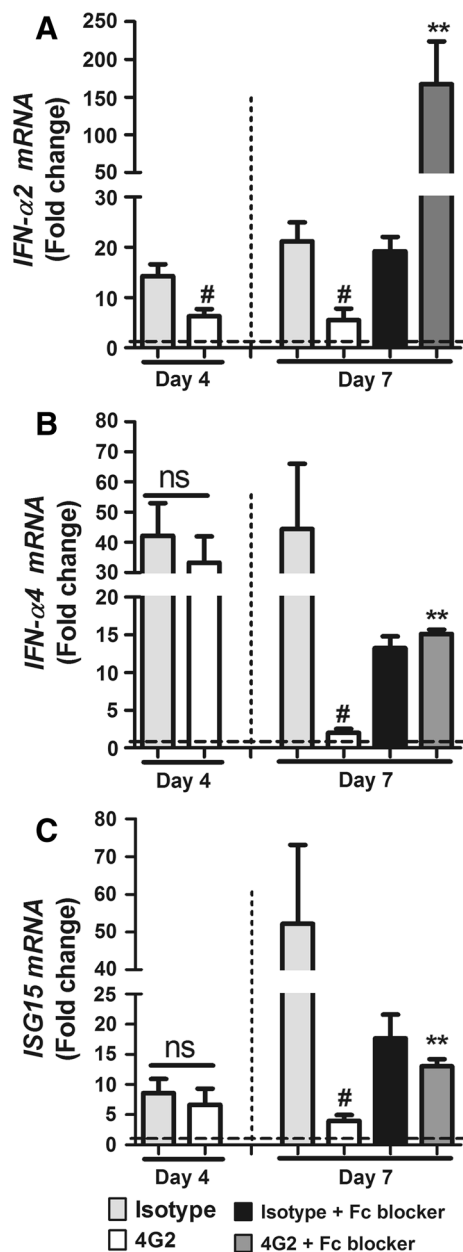 A
IFN-α2 mRNA
(Fold change)
250
200
150
100
50
30
20
10
0
#
#
**
Day 4
Day 7
B
IFN-α4 mRNA
(Fold change)
80
70
60
50
40
30
20
15
10
5
0
ns
#
**
Day 4
Day 7
C
ISG15 mRNA
(Fold change)
80
70
60
50
40
25
20
15
10
5
0
ns
#
**
Day 4
Day 7
Isotype
Isotype + Fc blocker
4G2
4G2 + Fc blocker